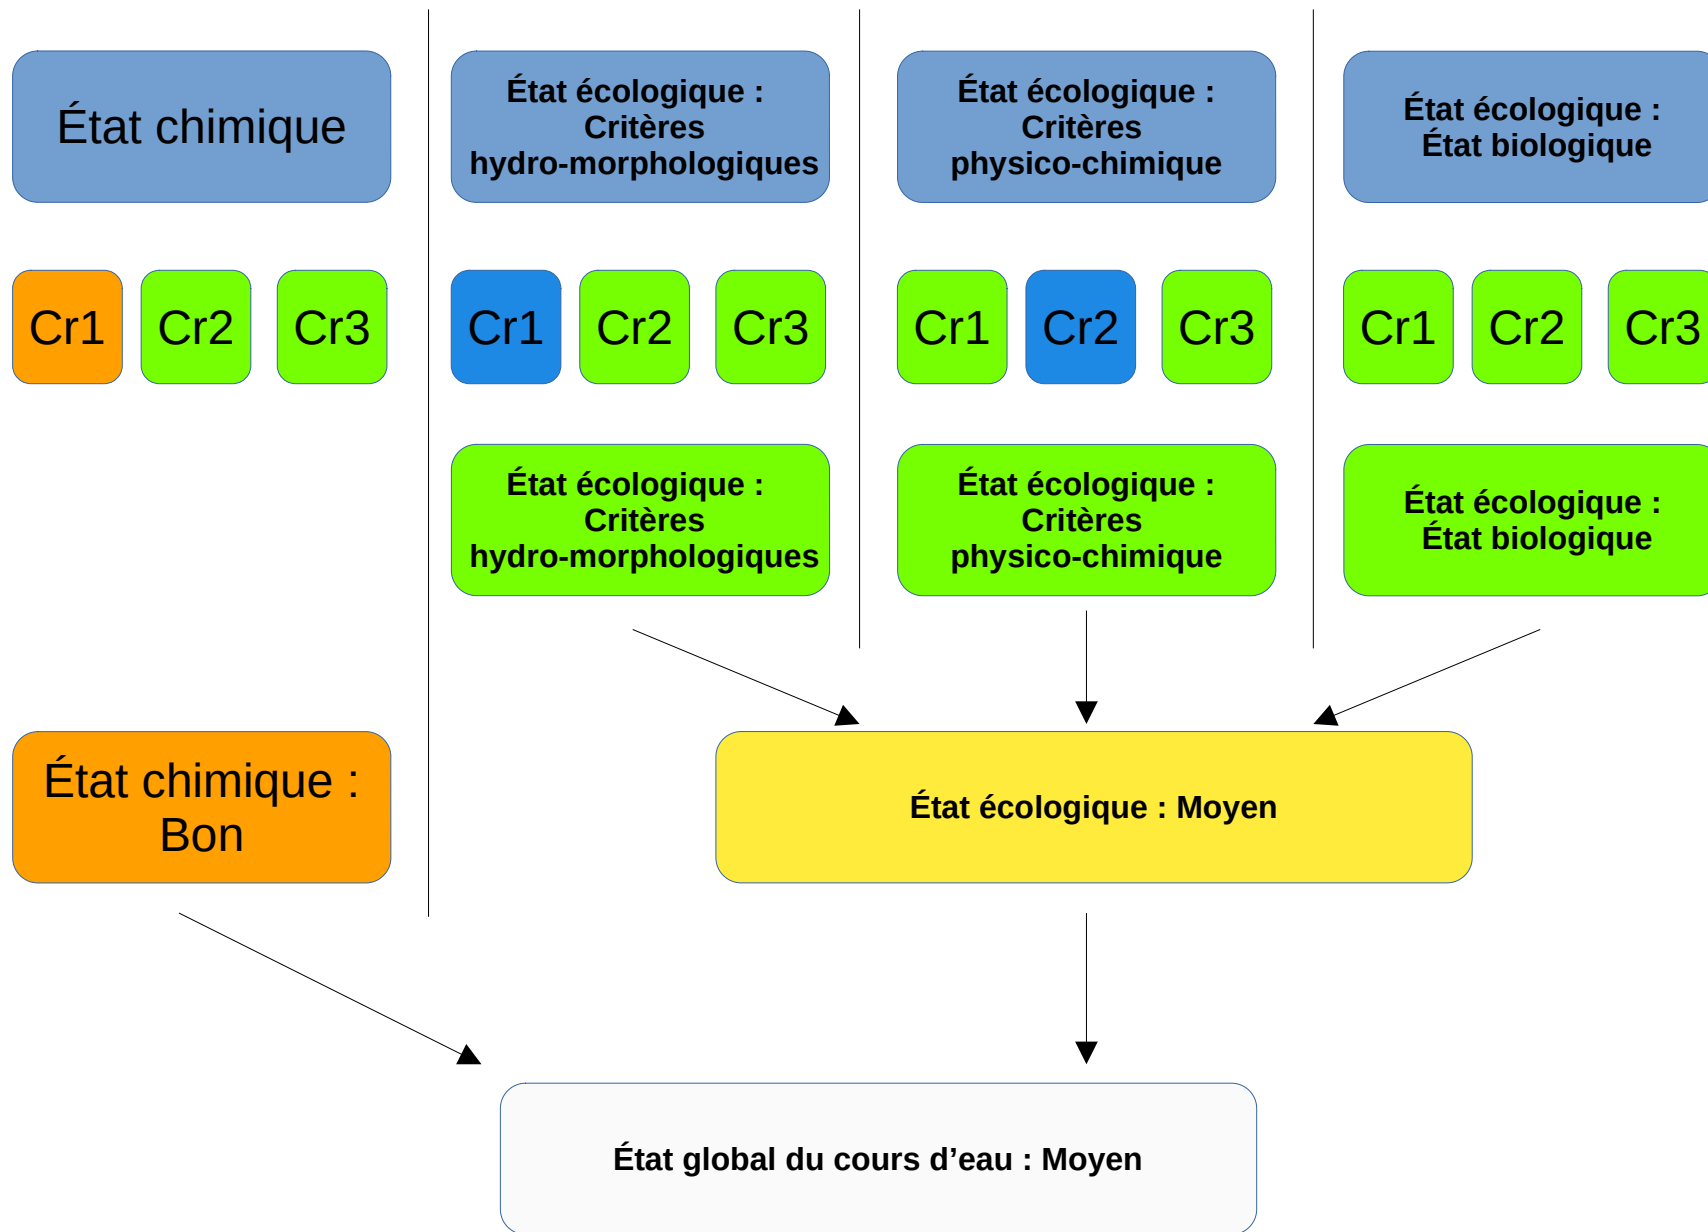 État chimique
État écologique :
Critères
hydro-morphologiques
État écologique :
Critères
physico-chimique
État écologique :
État biologique
Cr1 Cr2 Cr3
Cr1 Cr2 Cr3
Cr1 Cr2 Cr3
Cr1 Cr2 Cr3
État écologique :
Critères
hydro-morphologiques
État écologique :
Critères
physico-chimique
État écologique :
État biologique
État chimique :
Bon
État écologique : Moyen
État global du cours d’eau : Moyen